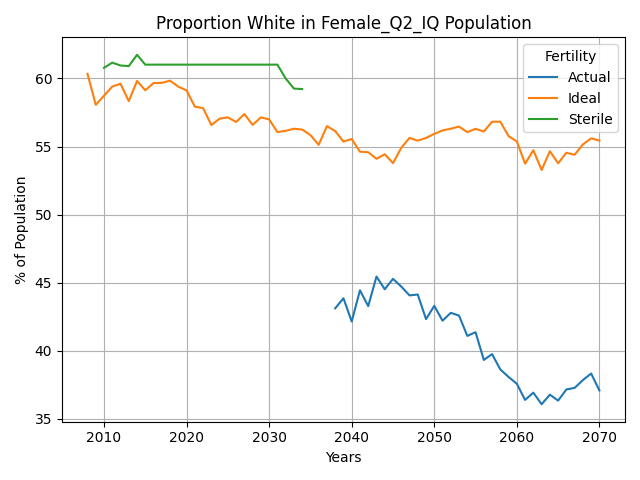 Proportion White in Female_Q2_IQ Population
Fertility
Actual
Ideal
Sterile
% of Population
60
55
50
45
40
35
2010
2020
2030
2040
2050
2060
2070
Years